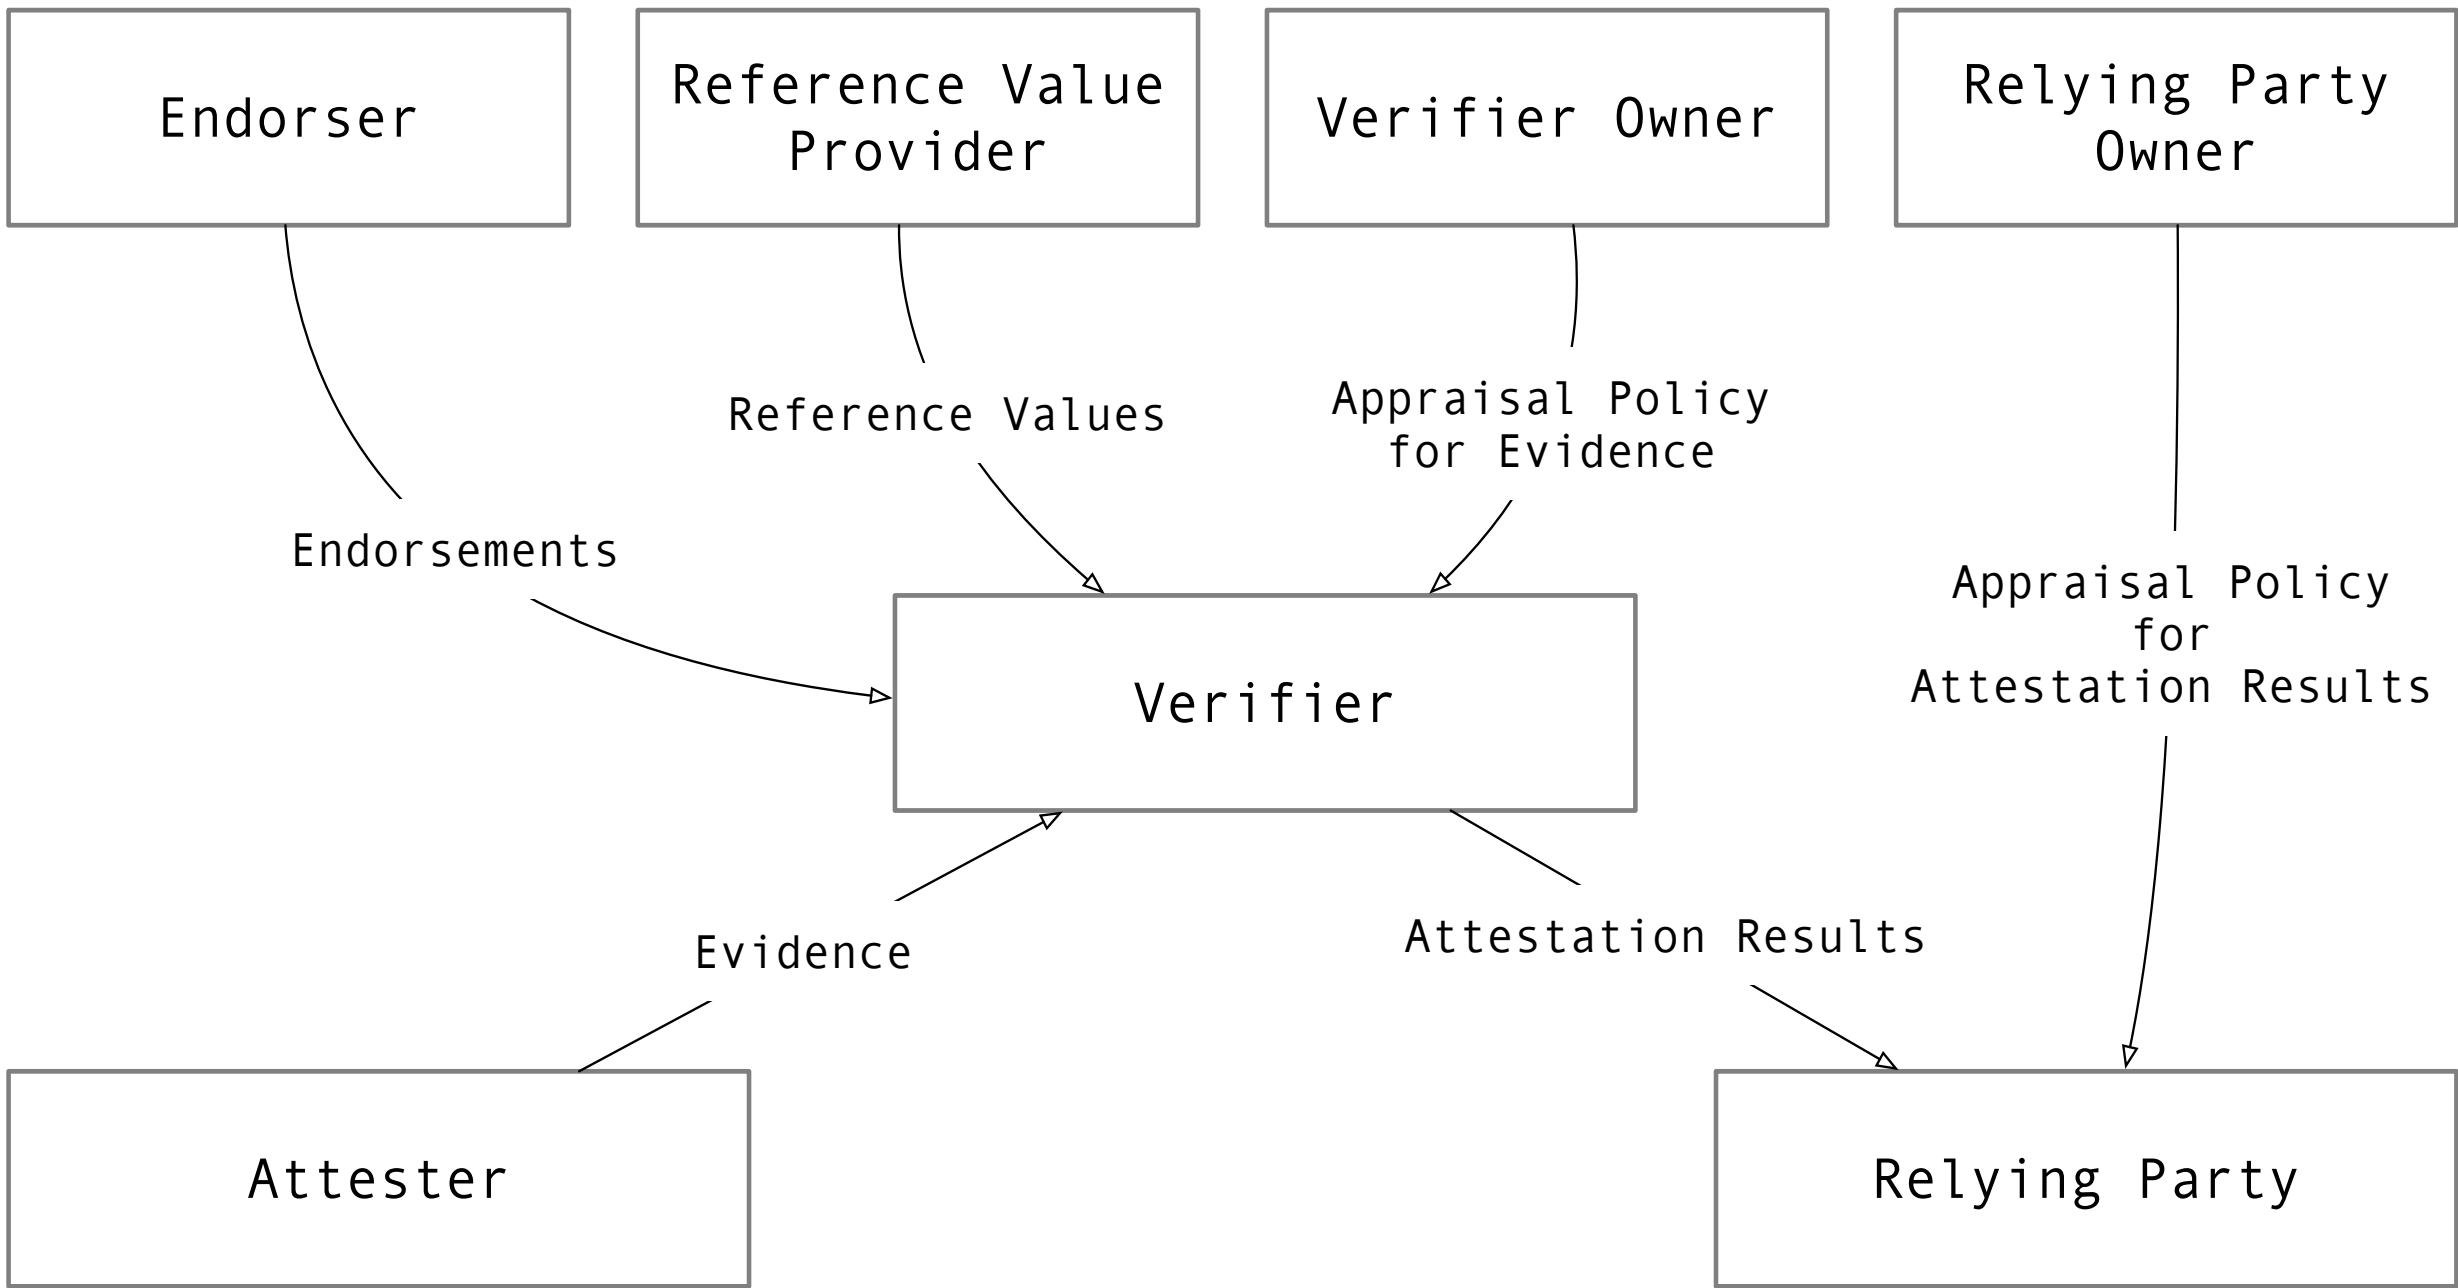 Endorser
Reference Value
Provider
Verifier Owner
Relying Party
Owner
Reference Values
Appraisal Policy
for Evidence
Endorsements
Appraisal Policy
for
Attestation Results
Verifier
Evidence
Attestation Results
Attester
Relying Party